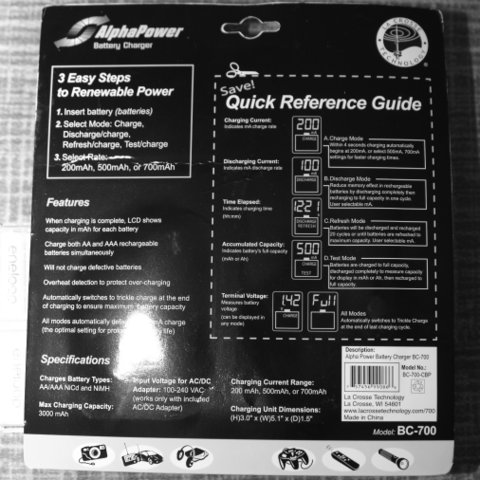 AlphaPower
Battery Charger
LA CROSSE
TECHNOLOGY
3 Easy Steps
to Renewable Power
1. Insert battery (batteries)
2. Select Mode: Charge,
Discharge/charge,
Refresh/charge, Test/charge
3. Select Rate:
200mAh, 500mAh, or 700mAh
Features
When charging is complete, LCD shows
capacity in mAh for each battery
Charge both AA and AAA rechargeable
batteries simultaneously
Will not charge defective batteries
Overheat detection to protect over-charging
Automatically switches to trickle charge at the end
of charging to ensure maximum battery capacity
All modes automatically charge
(the optimal setting for battery life)
Specifications
Charges Battery Types:
AA/AAA NiCd and NiMH
Max Charging Capacity:
3000 mAh
Input Voltage for AC/DC
Adapter: 100-240 VAC
(works only with included
AC/DC Adapter)
Charging Current Range:
200 mAh, 500mAh, or 700mAh
Charging Unit Dimensions:
(H)3.0" x (W)5.1" x (D)1.5"
Save!
Quick Reference Guide
Charging Current:
Indicates mA charge rate
200
mA
CHARGE
A.Charge Mode
Within 8 seconds charging automatically
begins at 200mA, or select 500mA, 700mA
settings for faster charging times.
Discharging Current:
Indicates mA discharge rate
100
mA
DISCHARGE
B.Discharge Mode
Reduce memory effect in rechargeable
batteries by discharging completely then
recharging to full capacity in one cycle.
User selectable mA.
Time Elapsed:
Indicates charging time
(hh:mm)
12:21
DISCHARGE
REFRESH
C.Refresh Mode
Batteries will be discharged and recharged
20 cycles or until batteries are refreshed to
maximum capacity. User selectable mA.
Accumulated Capacity:
Indicates battery's full capacity
(mAh or Ah)
500
mAh
TEST
D.Test Mode
Batteries are charged to full capacity,
discharged completely to measure capacity
for display in mAh or Ah, then recharged to
full capacity.
Terminal Voltage:
Measures battery
voltage
(can be displayed in
any mode)
1.42
CHARGE
Full
All Modes
Automatically switches to Trickle Charge
at the end of last charging cycle.
Description:
Alpha Power Battery Charger BC-700
Model No.:
BC-700-CBP
La Crosse Technology
La Crosse, WI 54601
www.lacrossetechnology.com/700
Made in China
Model: BC-700